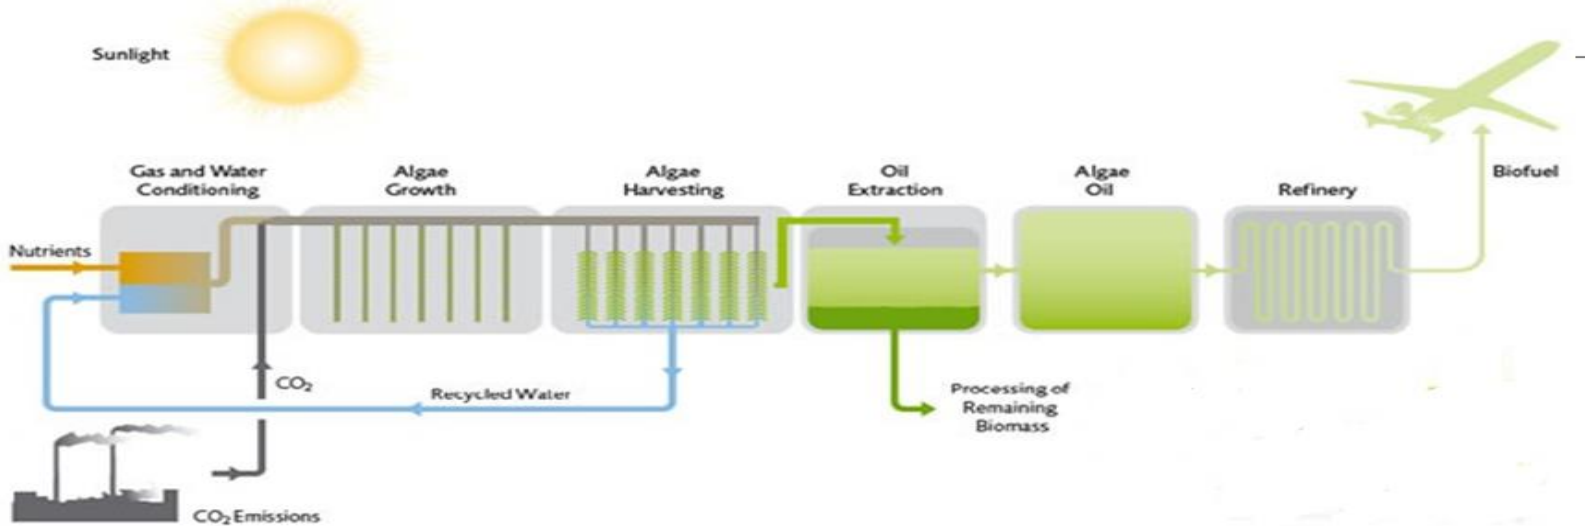 Sunlight
Gas and Water
Conditioning
Algae
Growth
Algae
Harvesting
Oil
Extraction
Algae
Oil
Refinery
Biofuel
Nutrients
CO₂
Recycled Water
Processing of
Remaining
Biomass
CO₂ Emissions